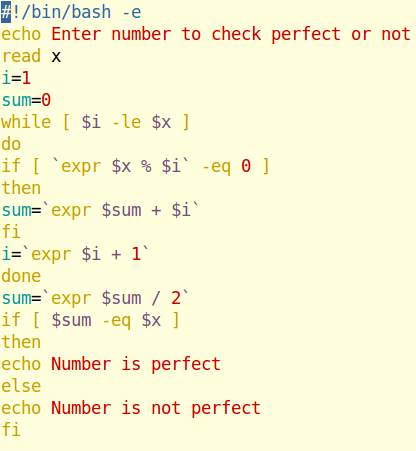 #!/bin/bash -e
echo Enter number to check perfect or not
read x
i=1
sum=0
while [ $i -le $x ]
do
if [ `expr $x % $i` -eq 0 ]
then
sum=`expr $sum + $i`
fi
i=`expr $i + 1`
done
sum=`expr $sum / 2`
if [ $sum -eq $x ]
then
echo Number is perfect
else
echo Number is not perfect
fi